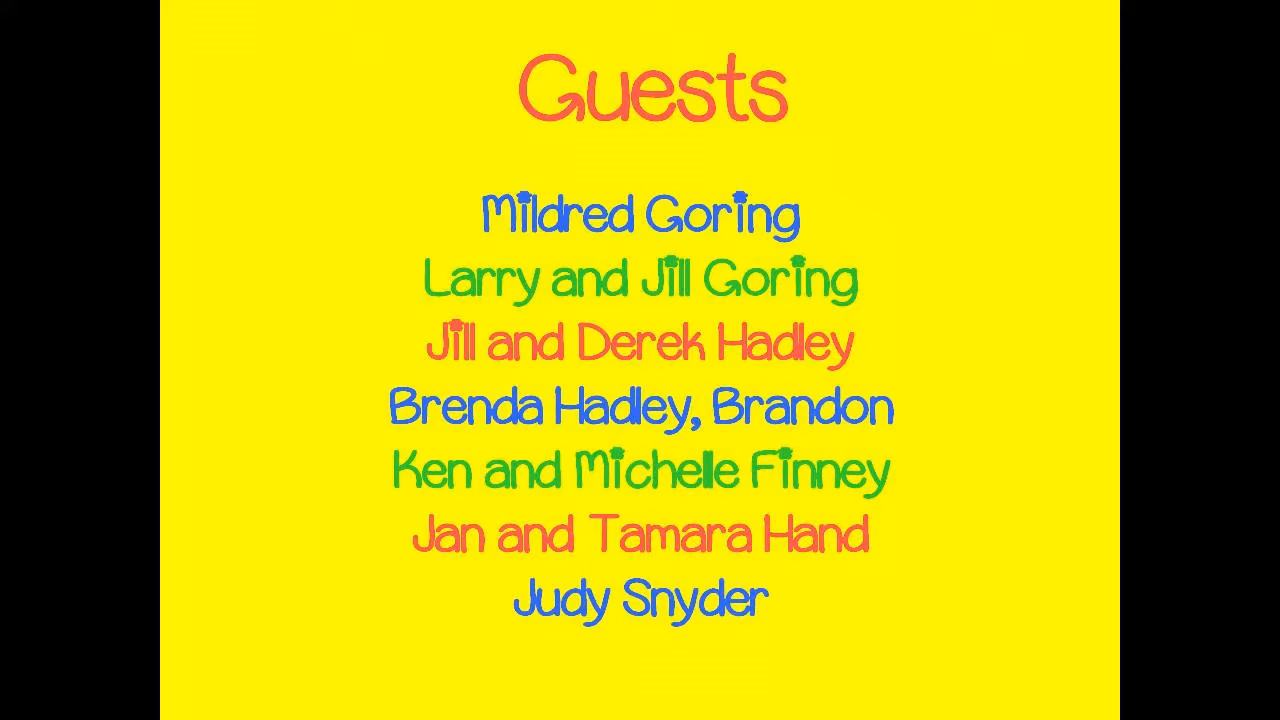 Guests
Mildred Goring
Larry and Jill Goring
Jill and Derek Hadley
Brenda Hadley, Brandon
Ken and Michelle Finney
Jan and Tamara Hand
Judy Snyder